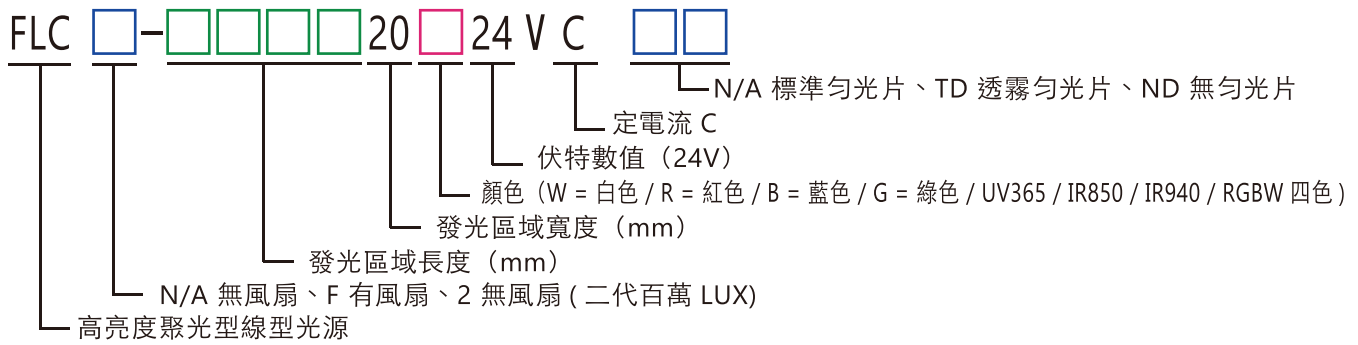 FLC □-□□□□20□24VC □□
N/A 標準勻光片、TD 透霧勻光片、ND 無勻光片
定電流 C
伏特數值（24V）
顏色（W = 白色 / R = 紅色 / B = 藍色 / G = 綠色 / UV365 / IR850 / IR940 / RGBW 四色 )
發光區域寬度（mm）
發光區域長度（mm）
N/A 無風扇、F 有風扇、2 無風扇 ( 二代百萬 LUX)
高亮度聚光型線型光源